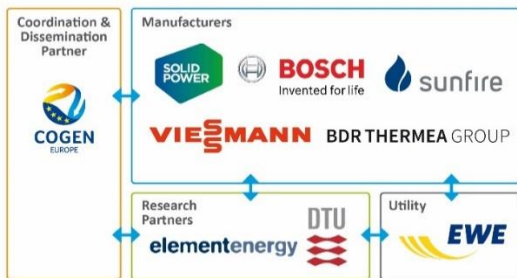 Coordination &
Dissemination
Partner
COGEN
EUROPE
Manufacturers
SOLID
POWER
BOSCH
Invented for life
sunfire
VIESSMANN
BDR THERMEA GROUP
Research
Partners
DTU
elementenergy
Utility
EWE